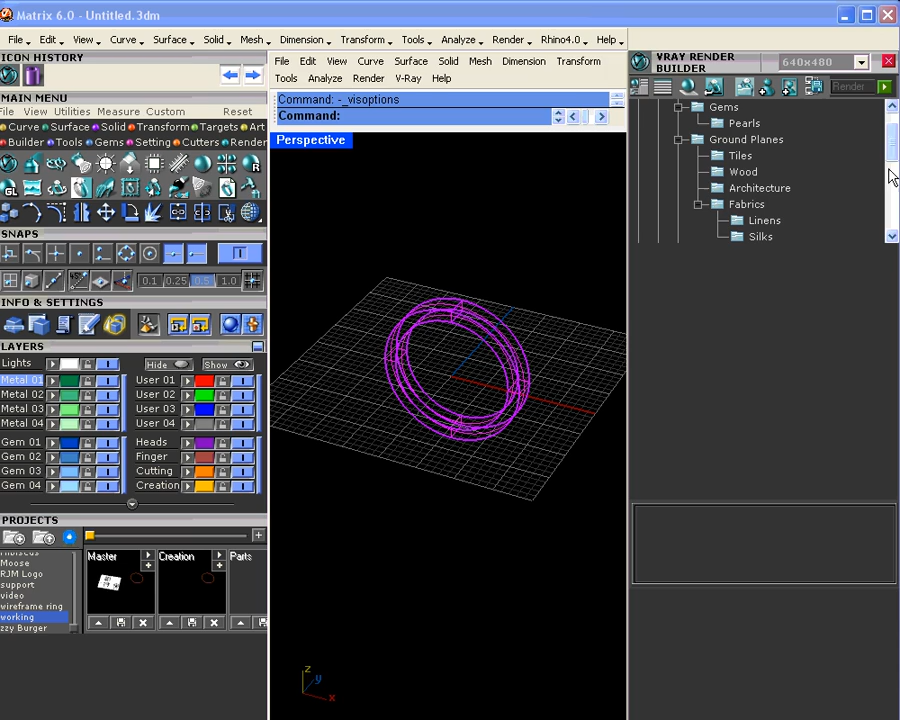 Matrix 6.0 - Untitled.3dm
File Edit View Curve Surface Solid Mesh Dimension Transform Tools Analyze Render Rhino4.0 Help
ICON HISTORY
MAIN MENU
File View Utilities Measure Custom Reset
Curve Surface Solid Transform Targets Art
Builder Tools Gems Setting Cutters Render
SNAPS
0.1 0.25 0.5 1.0
INFO & SETTINGS
LAYERS
Lights Hide Show
Metal 01 User 01
Metal 02 User 02
Metal 03 User 03
Metal 04 User 04
Gem 01 Heads
Gem 02 Finger
Gem 03 Cutting
Gem 04 Creation
PROJECTS
Hibiscus
Moose
RJM Logo
support
video
wireframe ring
working
zzy Burger
Master Creation Parts
File Edit View Curve Surface Solid Mesh Dimension Transform
Tools Analyze Render V-Ray Help
Command: -_visoptions
Command:
Perspective
z
y
x
VRAY RENDER
BUILDER
640x480
Render
Gems
Pearls
Ground Planes
Tiles
Wood
Architecture
Fabrics
Linens
Silks